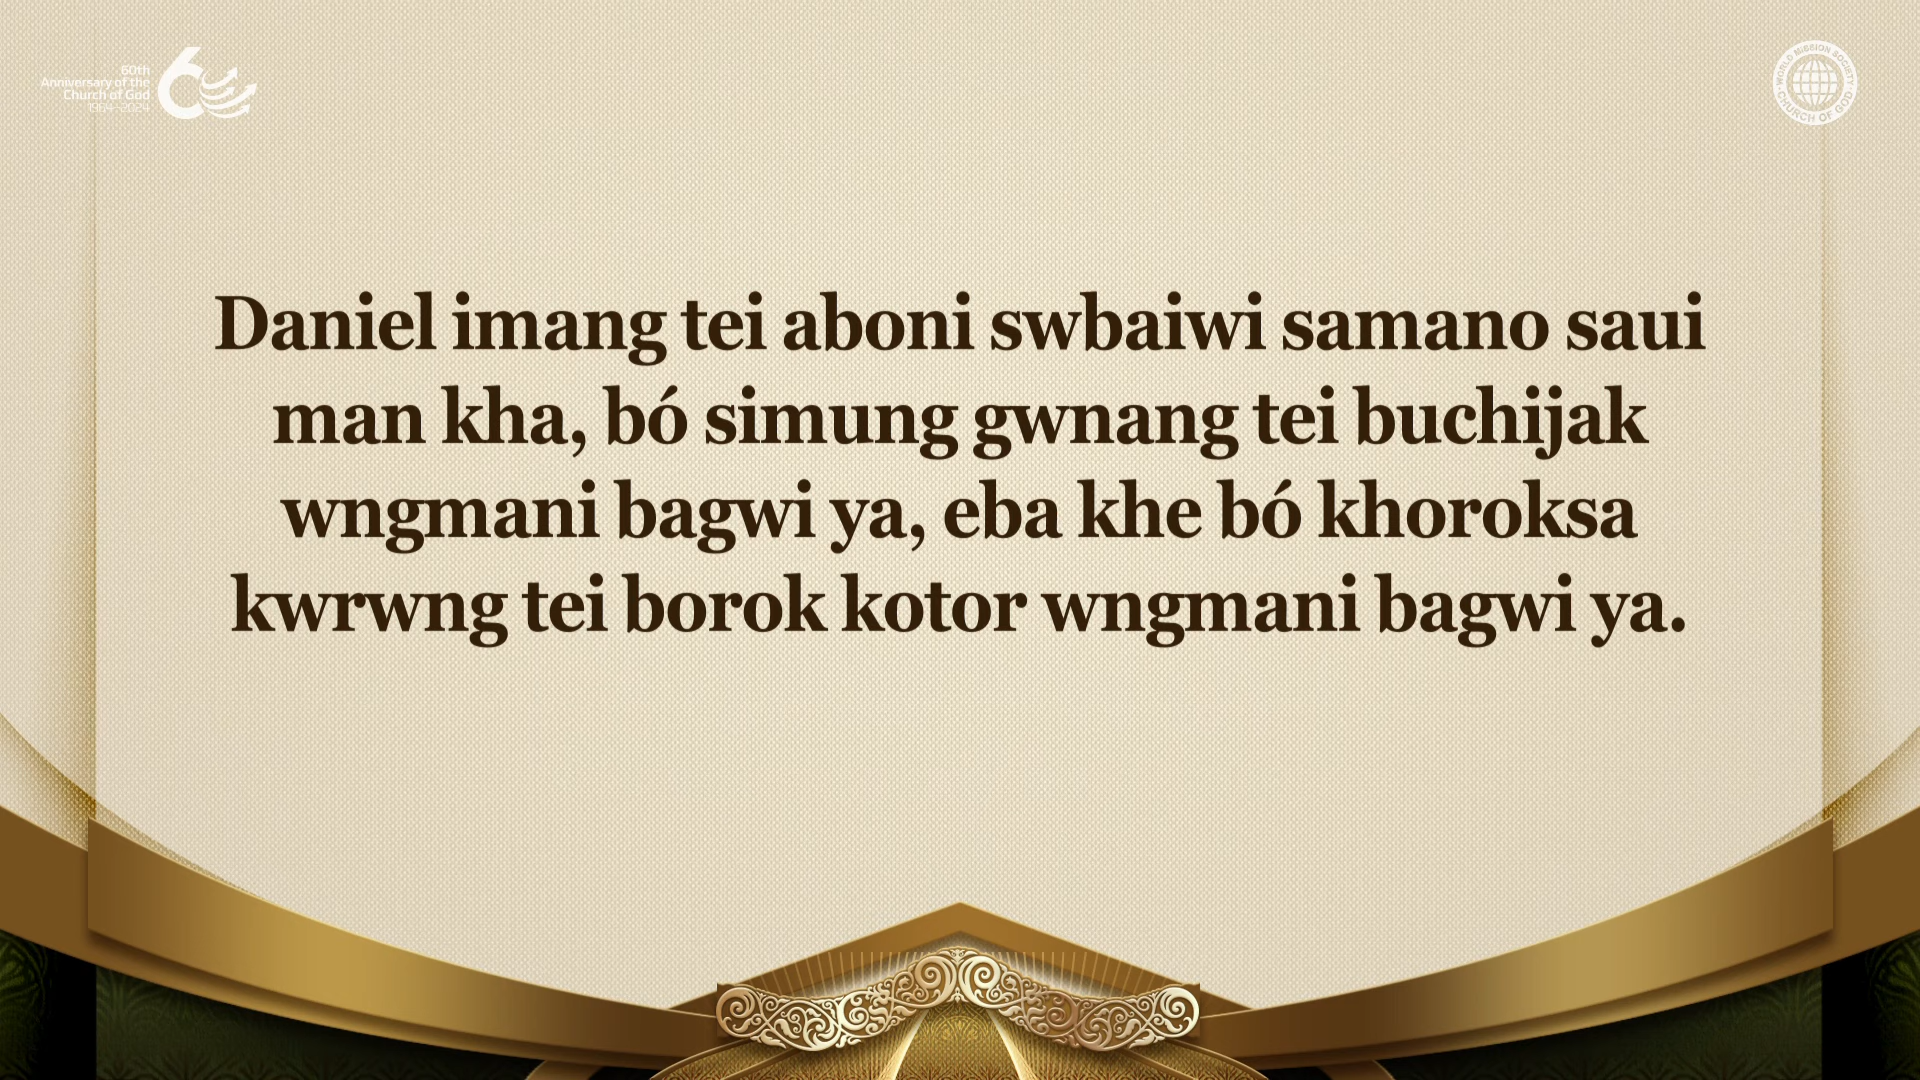 60th
Anniversary of the
Church of God
1964–2024
WORLD MISSION SOCIETY
CHURCH OF GOD
Daniel imang tei aboni swbaiwi samano saui
man kha, bó simung gwnang tei buchijak
wngmani bagwi ya, eba khe bó khoroksa
kwrwng tei borok kotor wngmani bagwi ya.